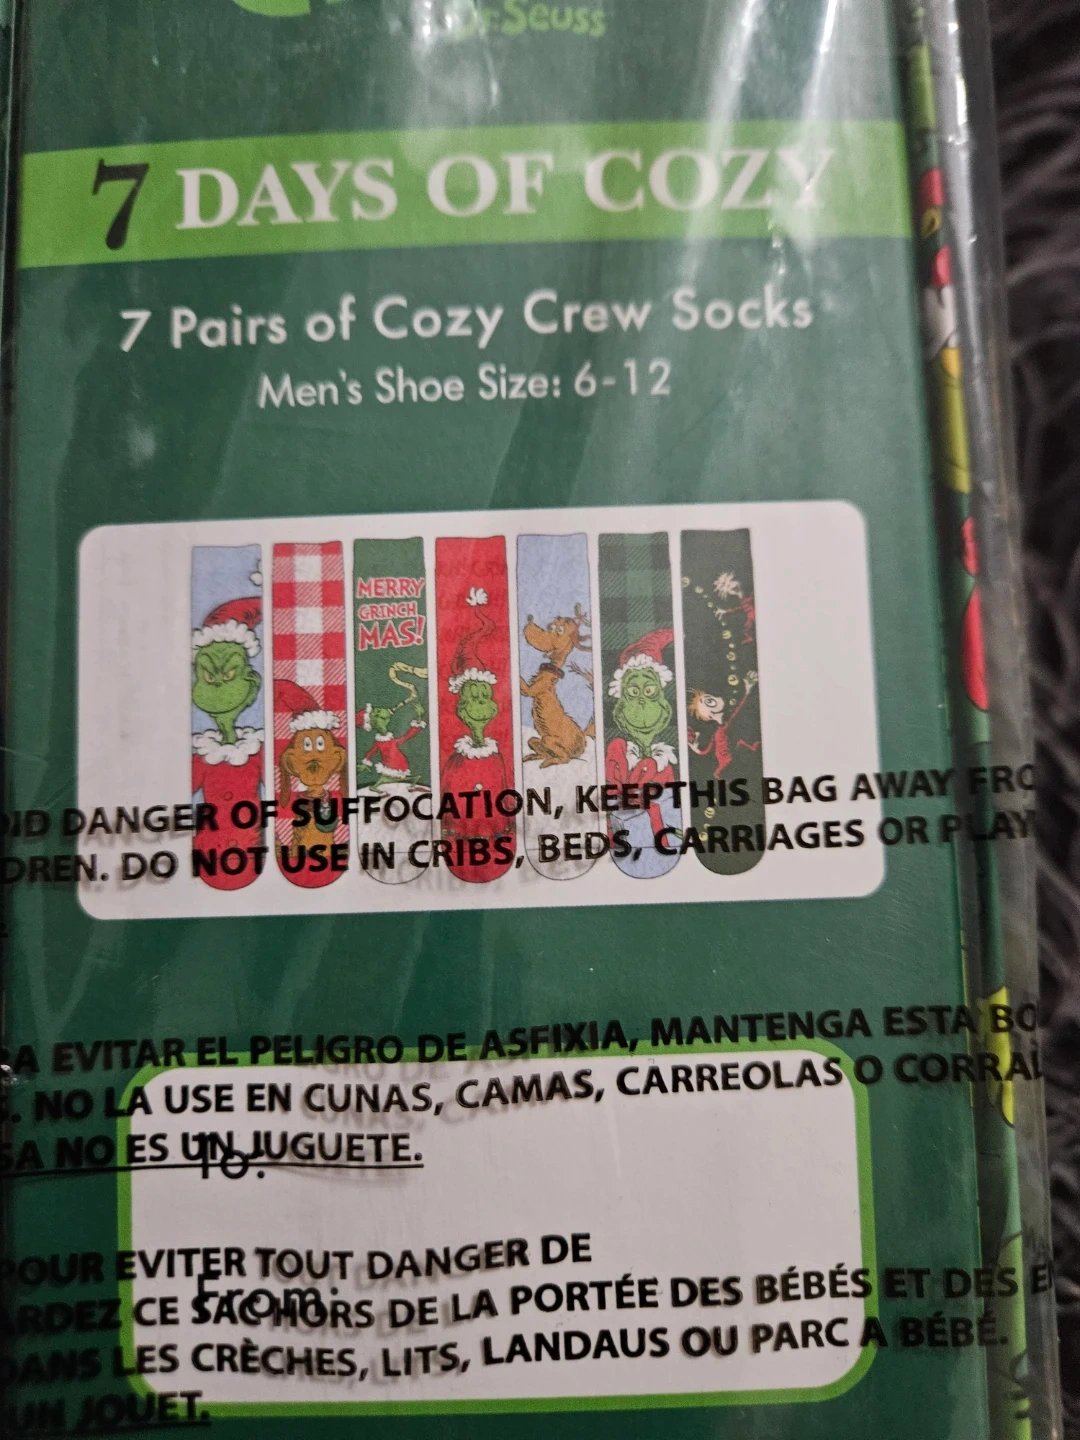 Dr. Seuss
7 DAYS OF COZY
7 Pairs of Cozy Crew Socks
Men's Shoe Size: 6-12
MERRY
GRINCH
MAS!
DANGER OF SUFFOCATION, KEEPTHIS BAG AWAY
DO NOT USE IN CRIBS, BEDS, CARRIAGES OR
EVITAR EL PELIGRO DE ASFIXIA, MANTENGA ESTA
NO LA USE EN CUNAS, CAMAS, CARREOLAS O
NO ES UN JUGUETE.
To:
POUR EVITER TOUT DANGER DE
From:
CE SAC HORS DE LA PORTÉE DES BÉBÉS ET DES
DANS LES CRÈCHES, LITS, LANDAUS OU PARC A BÉBÉ.
UN JOUET.